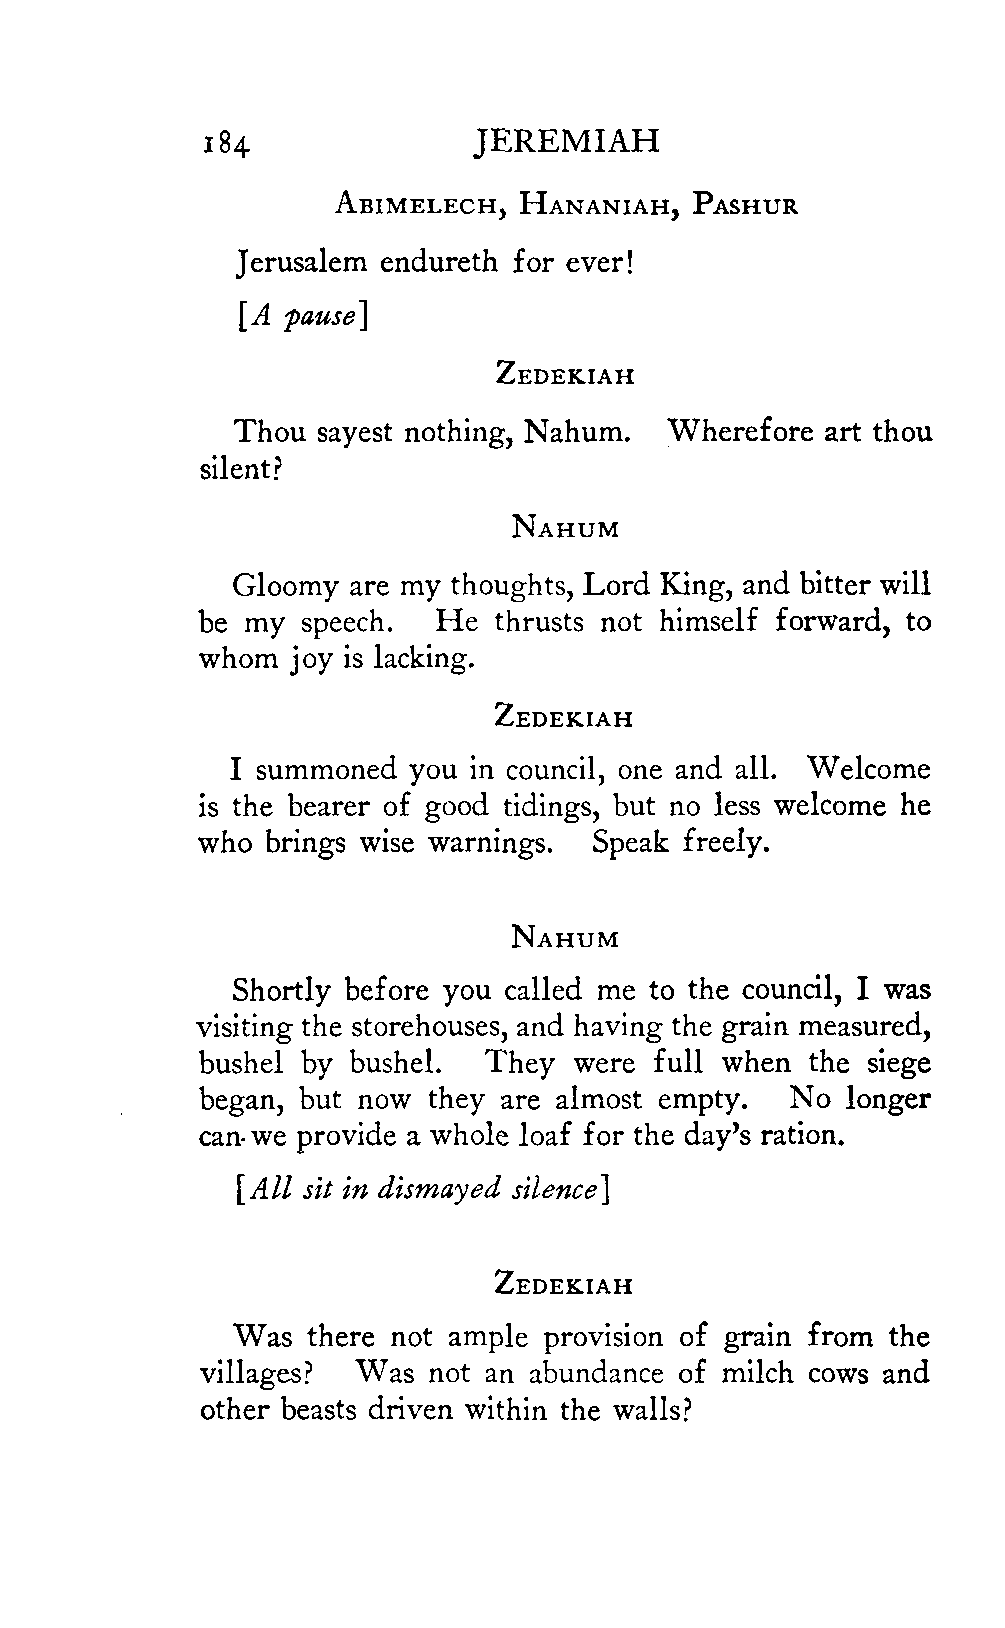 184 JEREMIAH
ABIMELECH, HANANIAH, PASHUR
Jerusalem endureth for ever!
[A pause]
ZEDEKIAH
Thou sayest nothing, Nahum. Wherefore art thou
silent?
NAHUM
Gloomy are my thoughts, Lord King, and bitter will
be my speech. He thrusts not himself forward, to
whom joy is lacking.
ZEDEKIAH
I summoned you in council, one and all. Welcome
is the bearer of good tidings, but no less welcome he
who brings wise warnings. Speak freely.
NAHUM
Shortly before you called me to the council, I was
visiting the storehouses, and having the grain measured,
bushel by bushel. They were full when the siege
began, but now they are almost empty. No longer
can we provide a whole loaf for the day's ration.
[All sit in dismayed silence]
ZEDEKIAH
Was there not ample provision of grain from the
villages? Was not an abundance of milch cows and
other beasts driven within the walls?